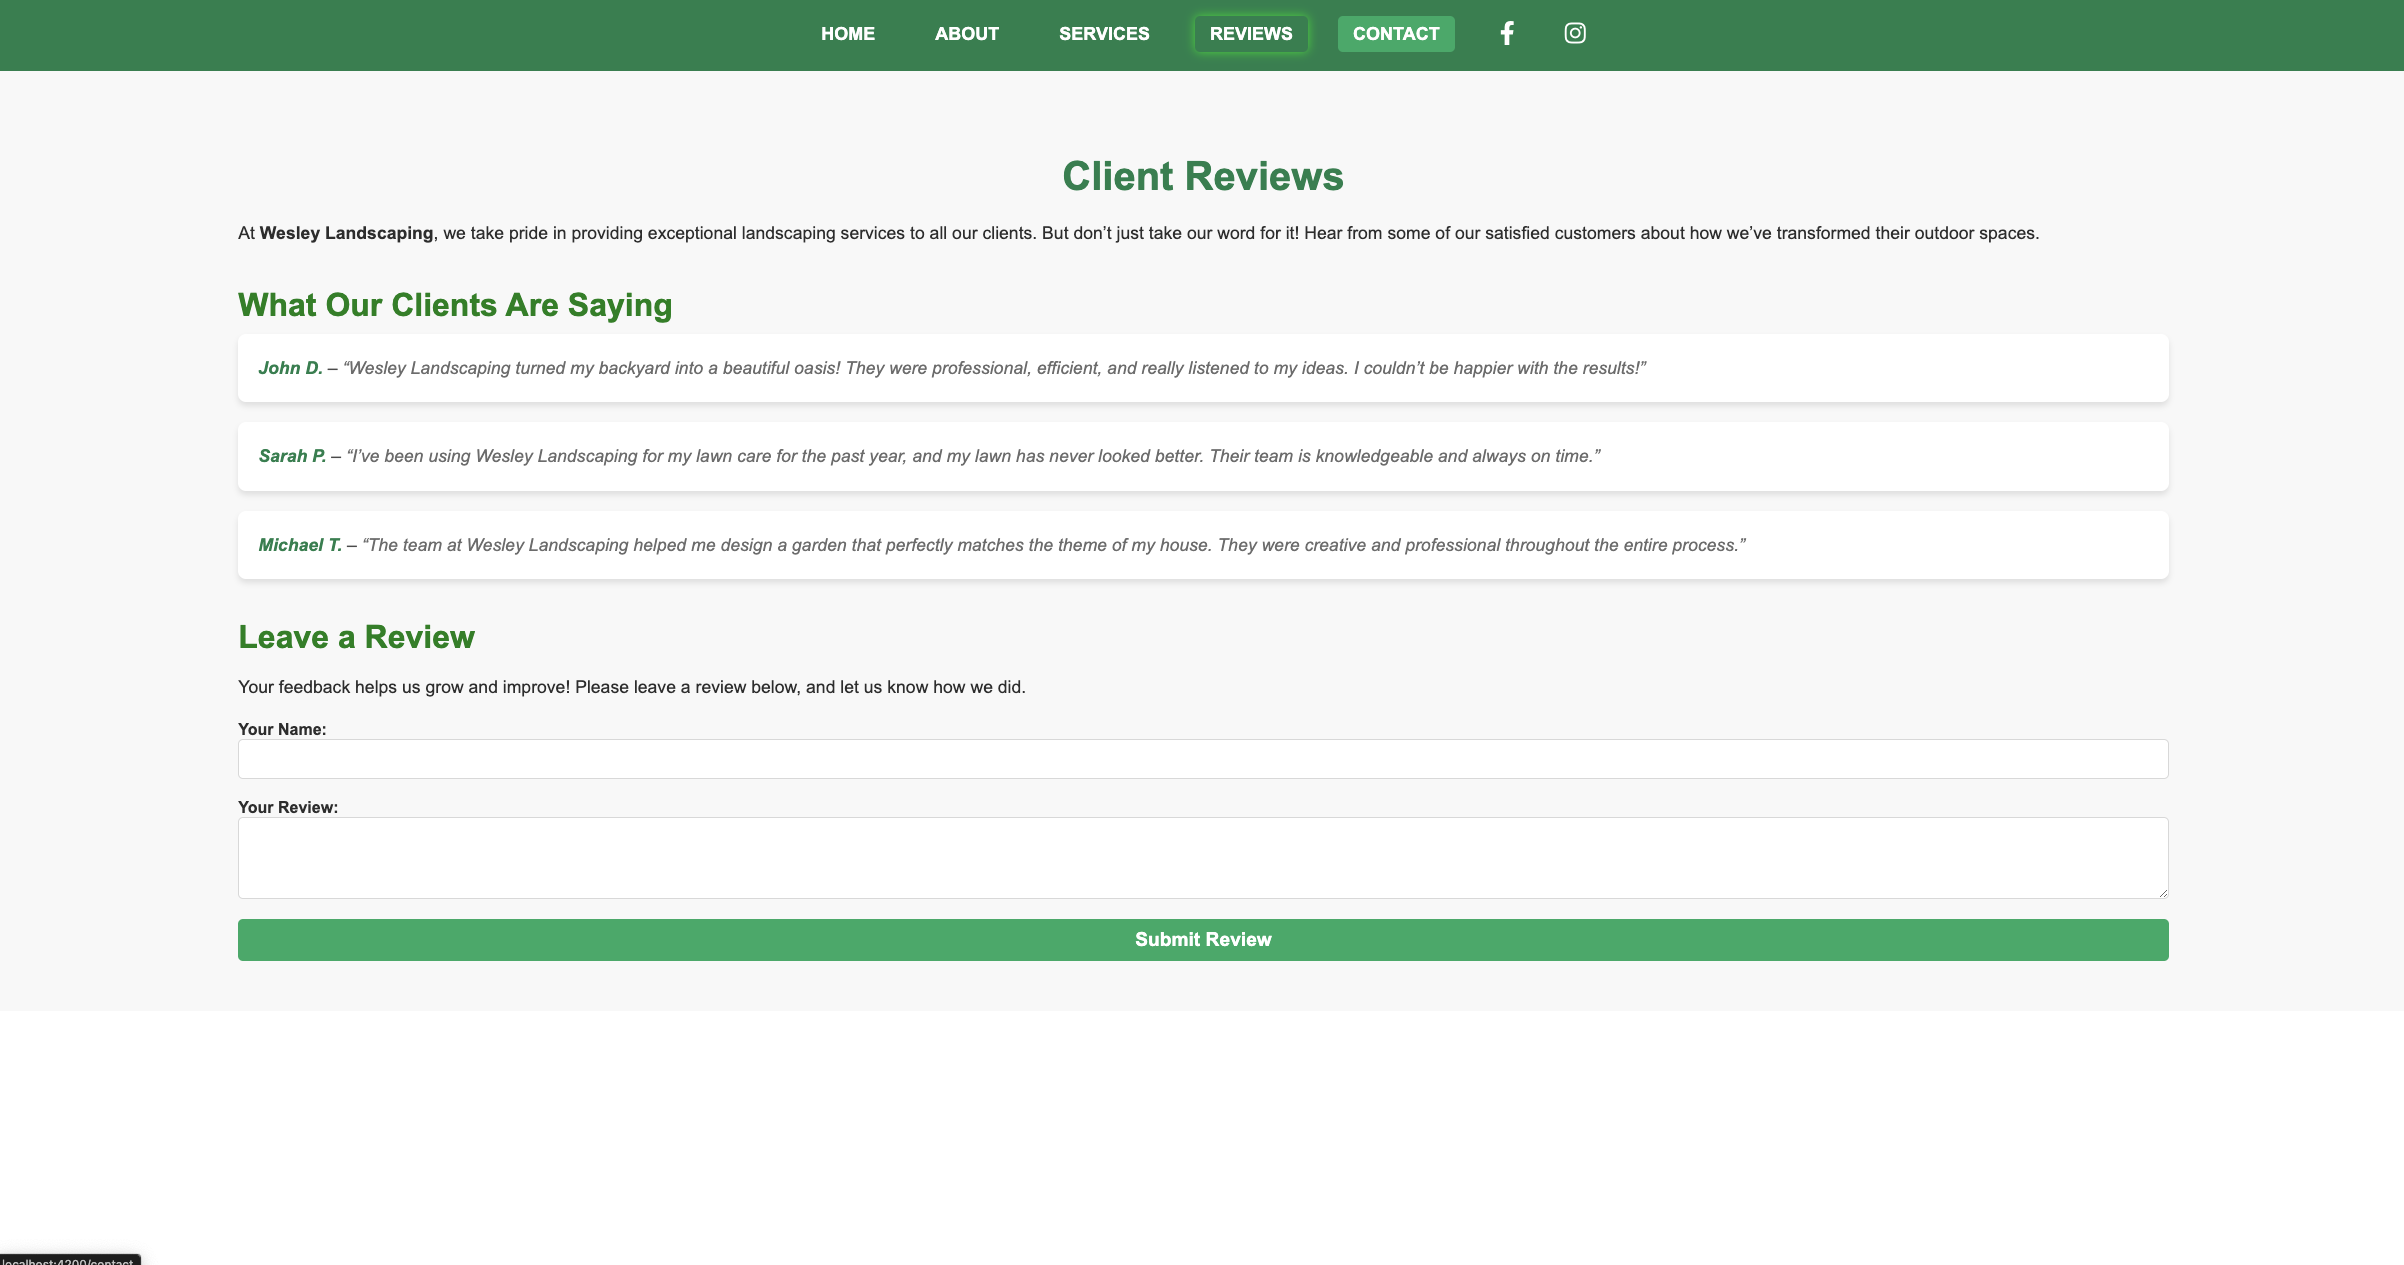 HOME ABOUT SERVICES REVIEWS CONTACT
Client Reviews
At Wesley Landscaping, we take pride in providing exceptional landscaping services to all our clients. But don’t just take our word for it! Hear from some of our satisfied customers about how we’ve transformed their outdoor spaces.
What Our Clients Are Saying
John D. – “Wesley Landscaping turned my backyard into a beautiful oasis! They were professional, efficient, and really listened to my ideas. I couldn’t be happier with the results!”
Sarah P. – “I’ve been using Wesley Landscaping for my lawn care for the past year, and my lawn has never looked better. Their team is knowledgeable and always on time.”
Michael T. – “The team at Wesley Landscaping helped me design a garden that perfectly matches the theme of my house. They were creative and professional throughout the entire process.”
Leave a Review
Your feedback helps us grow and improve! Please leave a review below, and let us know how we did.
Your Name:
Your Review:
Submit Review
localhost:4200/contact